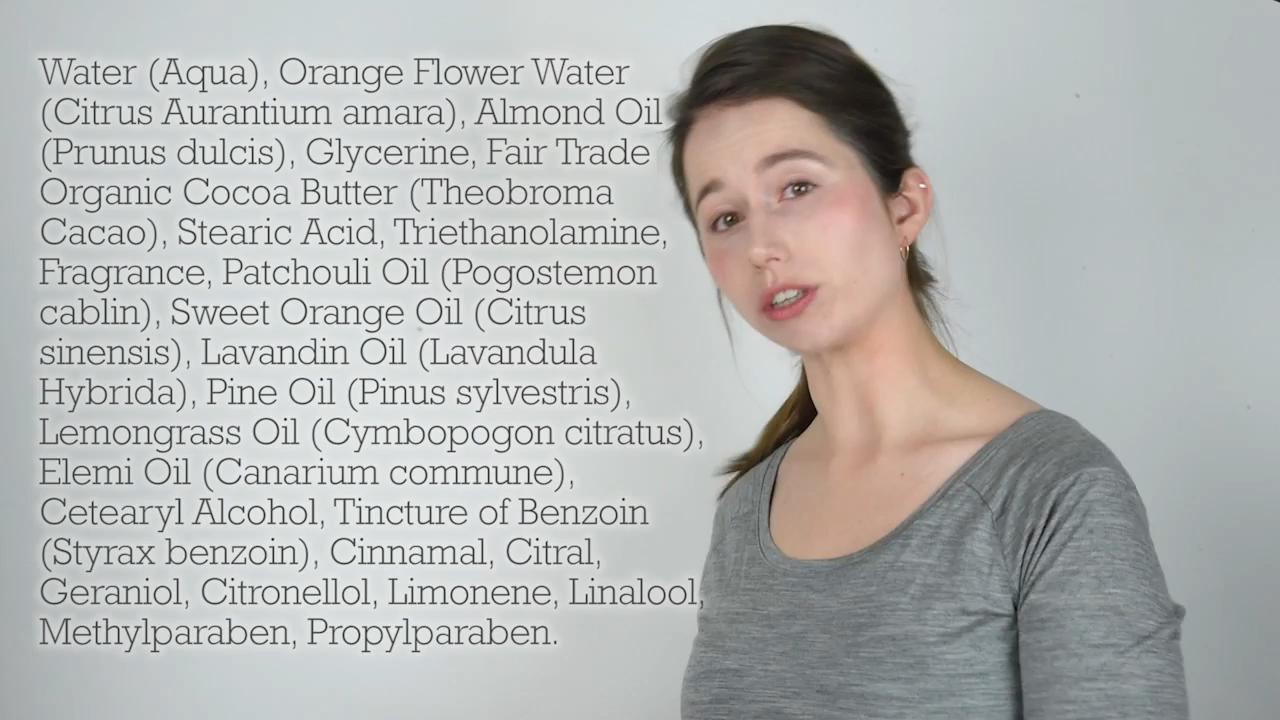 Water (Aqua), Orange Flower Water
(Citrus Aurantium amara), Almond Oil
(Prunus dulcis), Glycerine, Fair Trade
Organic Cocoa Butter (Theobroma
Cacao), Stearic Acid, Triethanolamine,
Fragrance, Patchouli Oil (Pogostemon
cablin), Sweet Orange Oil (Citrus
sinensis), Lavandin Oil (Lavandula
Hybrida), Pine Oil (Pinus sylvestris),
Lemongrass Oil (Cymbopogon citratus),
Elemi Oil (Canarium commune),
Cetearyl Alcohol, Tincture of Benzoin
(Styrax benzoin), Cinnamal, Citral,
Geraniol, Citronellol, Limonene, Linalool,
Methylparaben, Propylparaben.